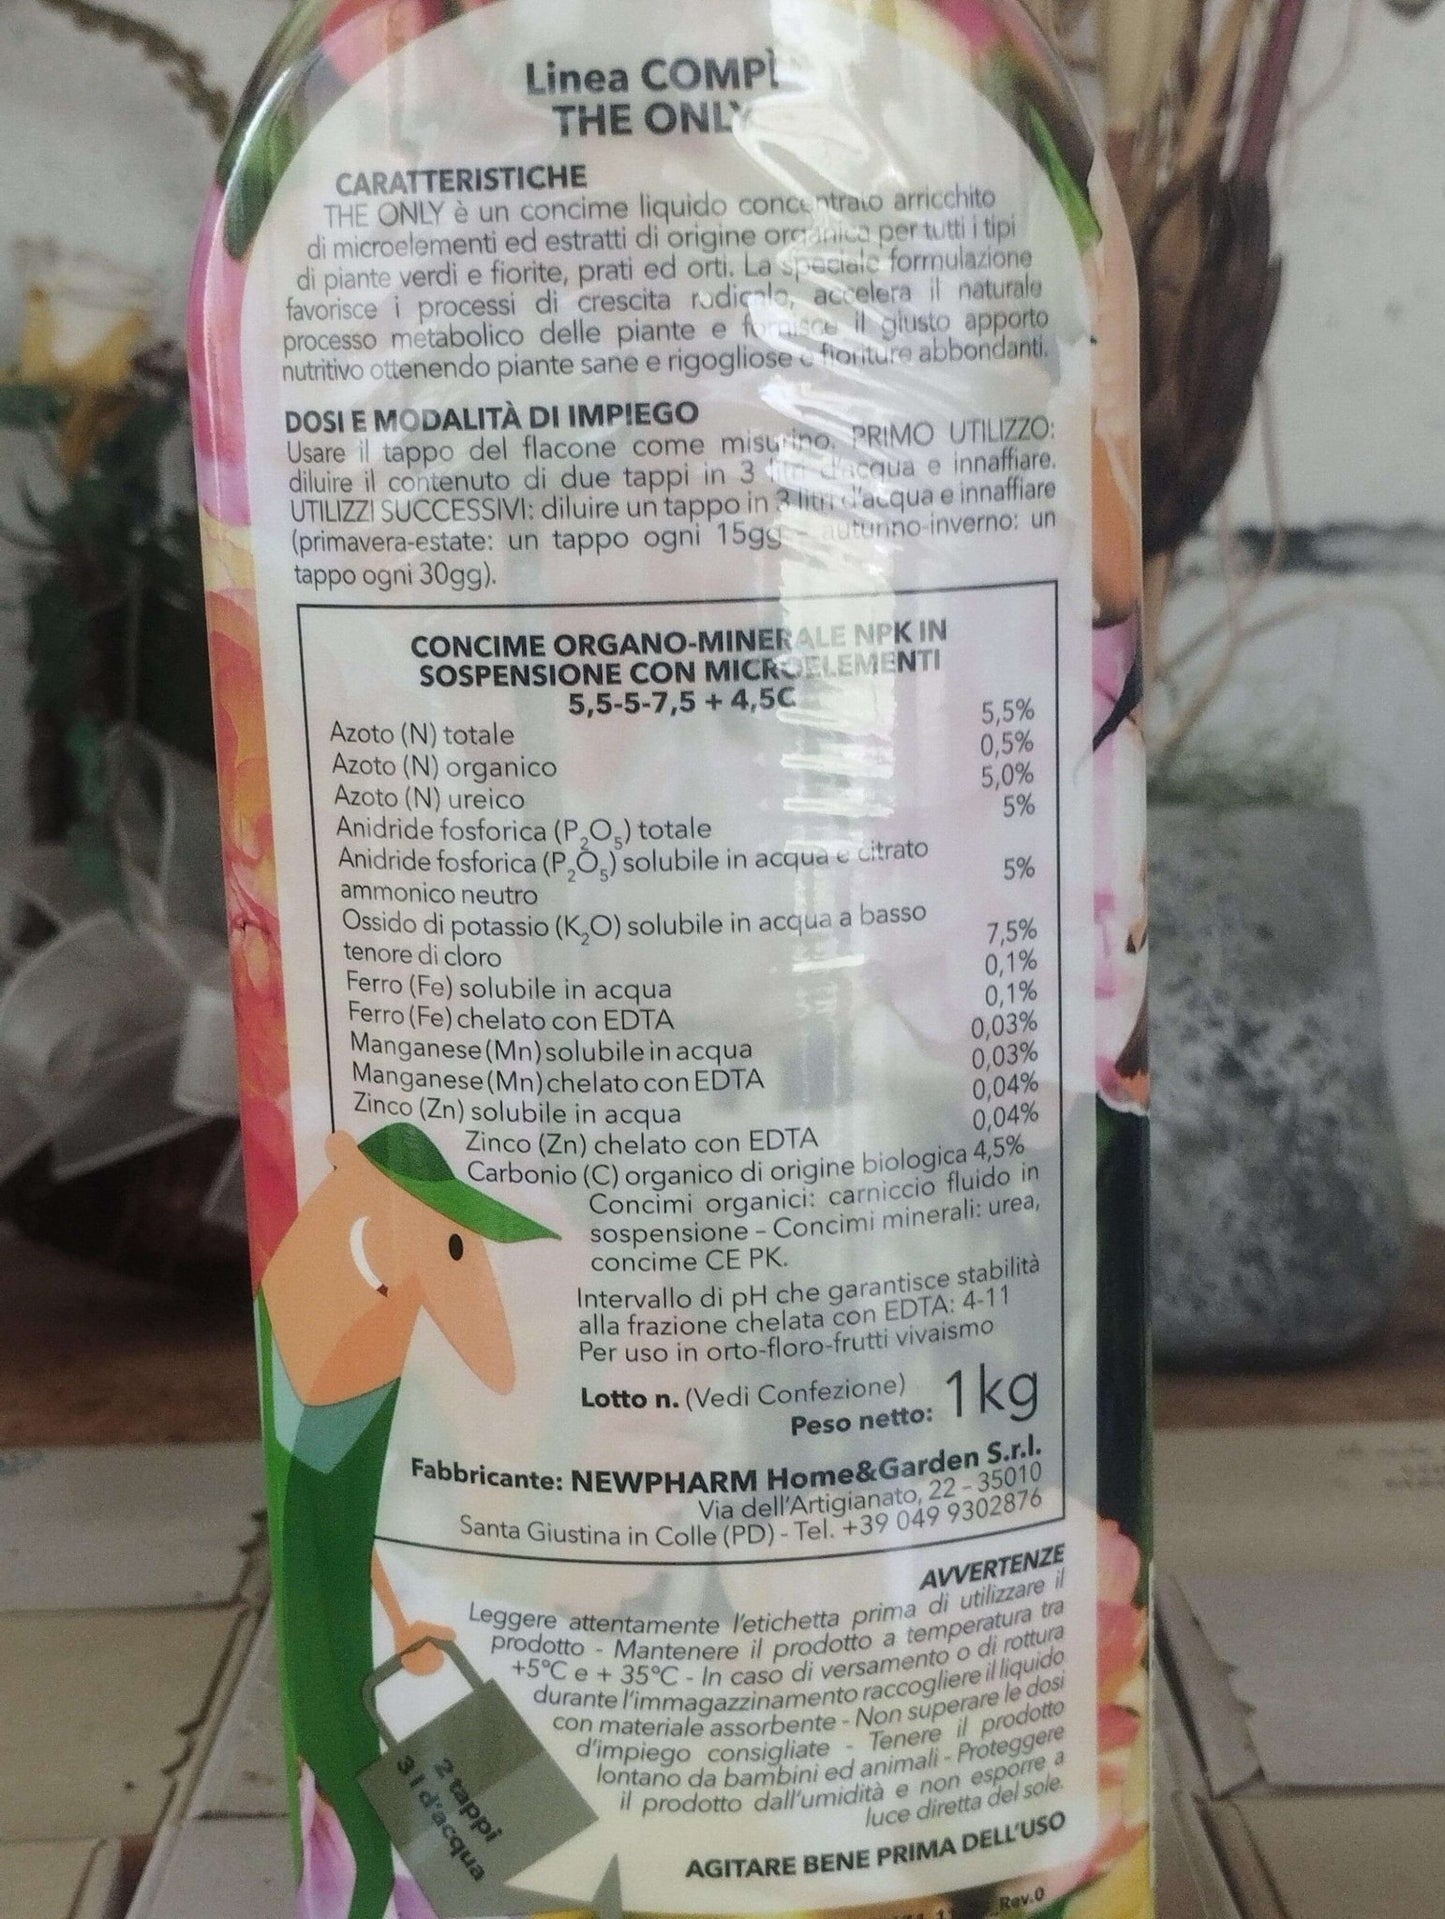 Linea COMPÌ
THE ONLY
CARATTERISTICHE
THE ONLY è un concime liquido concentrato arricchito
di microelementi ed estratti di origine organica per tutti i tipi
di piante verdi e fiorite, prati ed orti. La speciale formulazione
favorisce i processi di crescita radicale, accelera il naturale
processo metabolico delle piante e fornisce il giusto apporto
nutritivo ottenendo piante sane e rigogliose e fioriture abbondanti.
DOSI E MODALITÀ DI IMPIEGO
Usare il tappo del flacone come misurino. PRIMO UTILIZZO:
diluire il contenuto di due tappi in 3 litri d'acqua e innaffiare.
UTILIZZI SUCCESSIVI: diluire un tappo in 3 litri d'acqua e innaffiare
(primavera-estate: un tappo ogni 15gg - autunno-inverno: un
tappo ogni 30gg).
CONCIME ORGANO-MINERALE NPK IN
SOSPENSIONE CON MICROELEMENTI
5,5-5-7,5 + 4,5C
Azoto (N) totale 5,5%
Azoto (N) organico 0,5%
Azoto (N) ureico 5,0%
Anidride fosforica (P₂O₅) totale 5%
Anidride fosforica (P₂O₅) solubile in acqua e citrato
ammonico neutro 5%
Ossido di potassio (K₂O) solubile in acqua a basso
tenore di cloro 7,5%
Ferro (Fe) solubile in acqua 0,1%
Ferro (Fe) chelato con EDTA 0,1%
Manganese (Mn) solubile in acqua 0,03%
Manganese (Mn) chelato con EDTA 0,03%
Zinco (Zn) solubile in acqua 0,04%
Zinco (Zn) chelato con EDTA 0,04%
Carbonio (C) organico di origine biologica 4,5%
Concimi organici: carniccio fluido in
sospensione - Concimi minerali: urea,
concime CE PK.
Intervallo di pH che garantisce stabilità
alla frazione chelata con EDTA: 4-11
Per uso in orto-floro-frutti vivaismo
Lotto n. (Vedi Confezione)
Peso netto: 1kg
Fabbricante: NEWPHARM Home&Garden S.r.l.
Via dell'Artigianato, 22 - 35010
Santa Giustina in Colle (PD) - Tel. +39 049 9302876
AVVERTENZE
Leggere attentamente l'etichetta prima di utilizzare il
prodotto - Mantenere il prodotto a temperatura tra
+5°C e + 35°C - In caso di versamento o di rottura
durante l'immagazzinamento raccogliere il liquido
con materiale assorbente - Non superare le dosi
d'impiego consigliate - Tenere il prodotto
lontano da bambini ed animali - Proteggere
il prodotto dall'umidità e non esporre a
luce diretta del sole.
AGITARE BENE PRIMA DELL'USO
2 tappi
3 l d'acqua
Rev.0